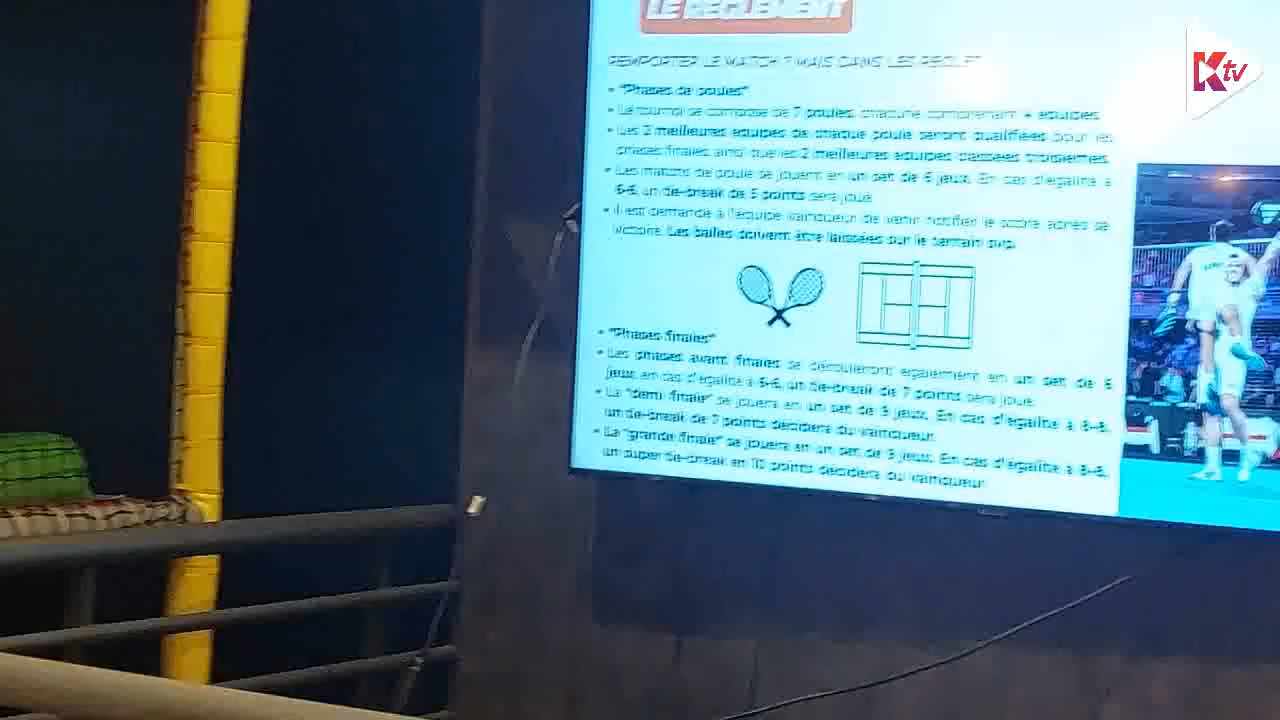 LE REGLEMENT
Ktv
REMPORTER LE MATCH ? MAIS DANS LES REGLES
• "Phases de poules"
• Le tournoi se compose de 7 poules, chacune comprenant 4 équipes.
• Les 2 meilleures équipes de chaque poule seront qualifiées pour les
phases finales, ainsi que les 2 meilleures équipes classées troisièmes.
• Les matchs de poule se jouent en un set de 6 jeux. En cas d'égalité à
6-6, un tie-break de 5 points sera joué.
• Il est demandé à l'équipe vainqueur de venir notifier le score après sa
victoire. Les balles doivent être laissées sur le terrain svp.
• "Phases finales"
• Les phases avant finales se dérouleront également en un set de 6
jeux, en cas d'égalité à 6-6, un tie-break de 7 points sera joué.
• La "demi finale" se jouera en un set de 9 jeux. En cas d'égalité à 8-8,
un tie-break de 7 points décidera du vainqueur.
• La "grande finale" se jouera en un set de 9 jeux. En cas d'égalité à 8-8,
un super tie-break en 10 points décidera du vainqueur.